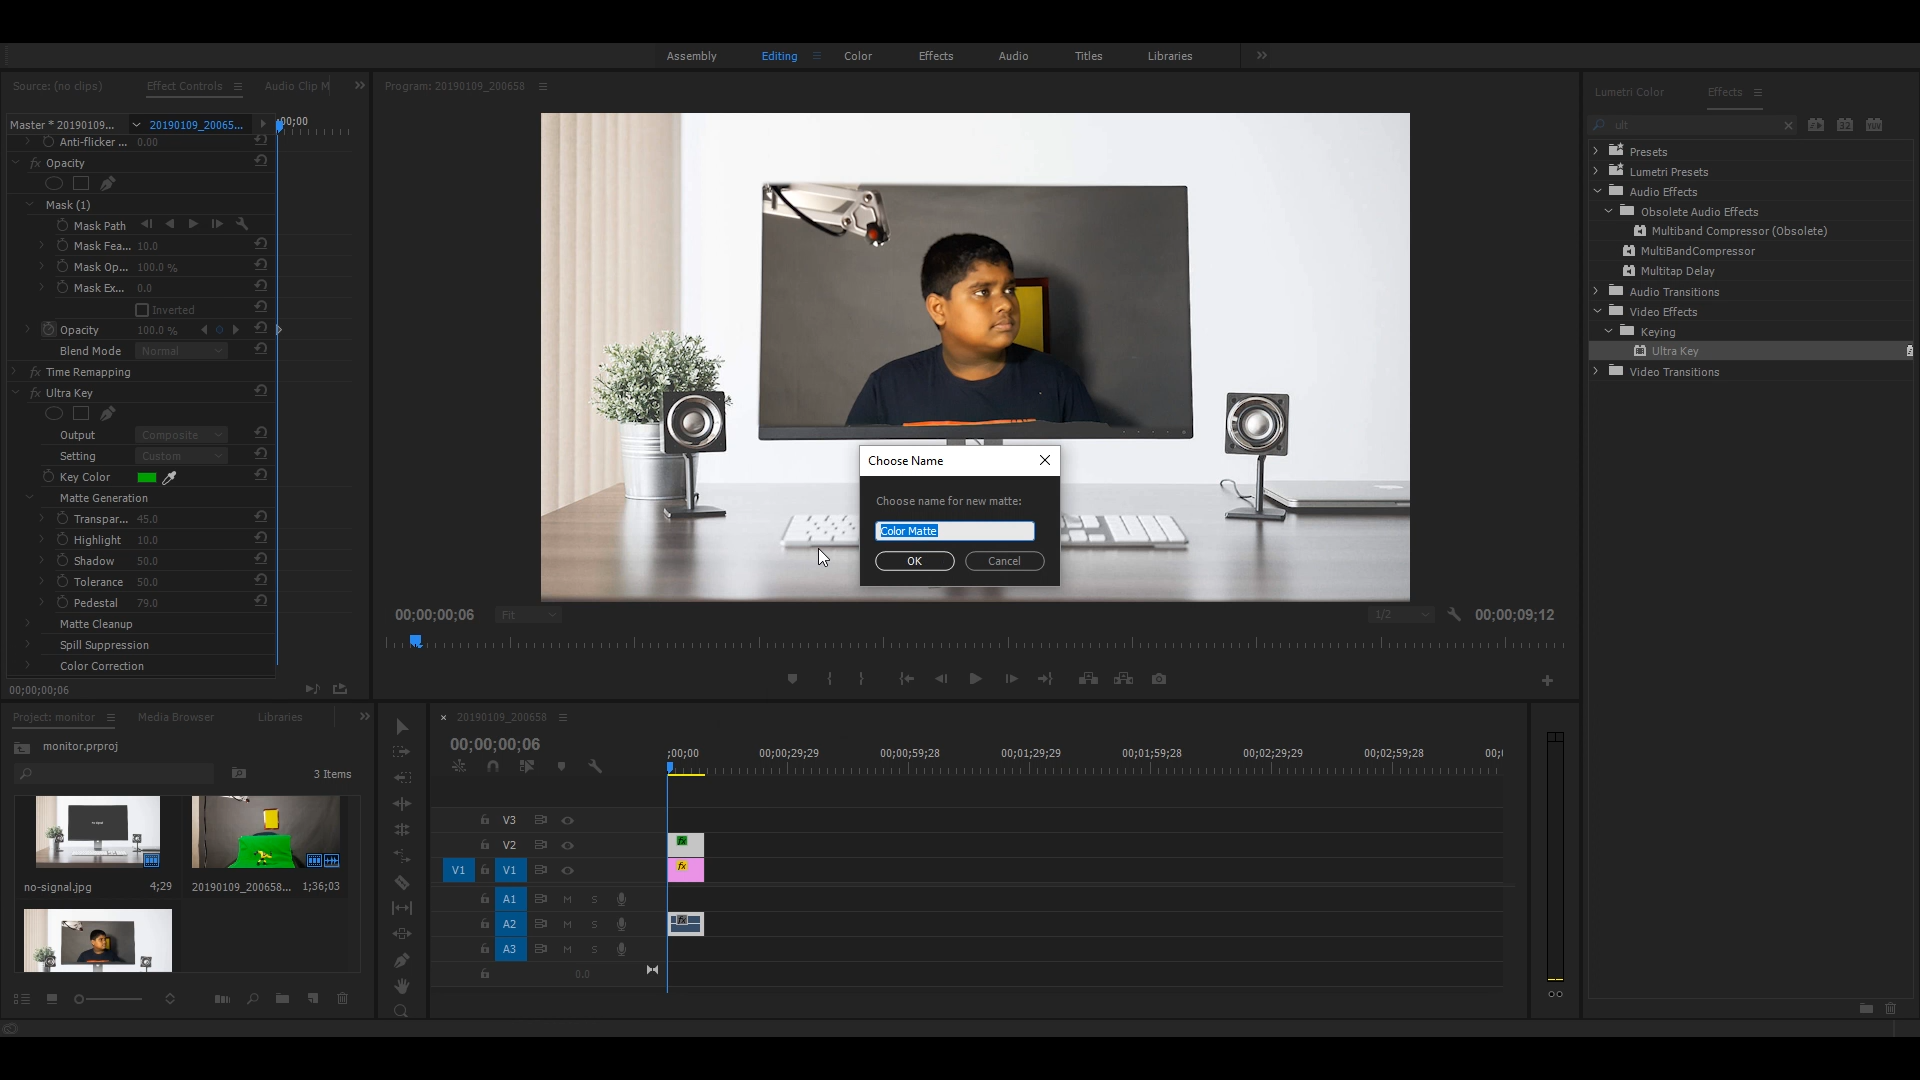 Assembly
Editing
Color
Effects
Audio
Titles
Libraries
Source: (no clips)
Effect Controls
Audio Clip M
Master * 20190109...
20190109_20065...
;00;00
Anti-flicker ...
0.00
fx Opacity
Mask (1)
Mask Path
Mask Fea...
10.0
Mask Op...
100.0 %
Mask Ex...
0.0
Inverted
Opacity
100.0 %
Blend Mode
Normal
fx Time Remapping
fx Ultra Key
Output
Composite
Setting
Custom
Key Color
Matte Generation
Transpar...
45.0
Highlight
10.0
Shadow
50.0
Tolerance
50.0
Pedestal
79.0
Matte Cleanup
Spill Suppression
Color Correction
00;00;00;06
Program: 20190109_200658
Choose Name
Choose name for new matte:
Color Matte
OK
Cancel
00;00;00;06
Fit
1/2
00;00;09;12
Lumetri Color
Effects
ult
Presets
Lumetri Presets
Audio Effects
Obsolete Audio Effects
Multiband Compressor (Obsolete)
MultiBandCompressor
Multitap Delay
Audio Transitions
Video Effects
Keying
Ultra Key
Video Transitions
Project: monitor
Media Browser
Libraries
monitor.prproj
3 Items
no-signal.jpg
4;29
20190109_200658...
1;36;03
20190109_200658
00;00;00;06
;00;00
00;00;29;29
00;00;59;28
00;01;29;29
00;01;59;28
00;02;29;29
00;02;59;28
V3
V2
fx
V1
V1
fx
A1
M
S
A2
M
S
fx
A3
M
S
0.0